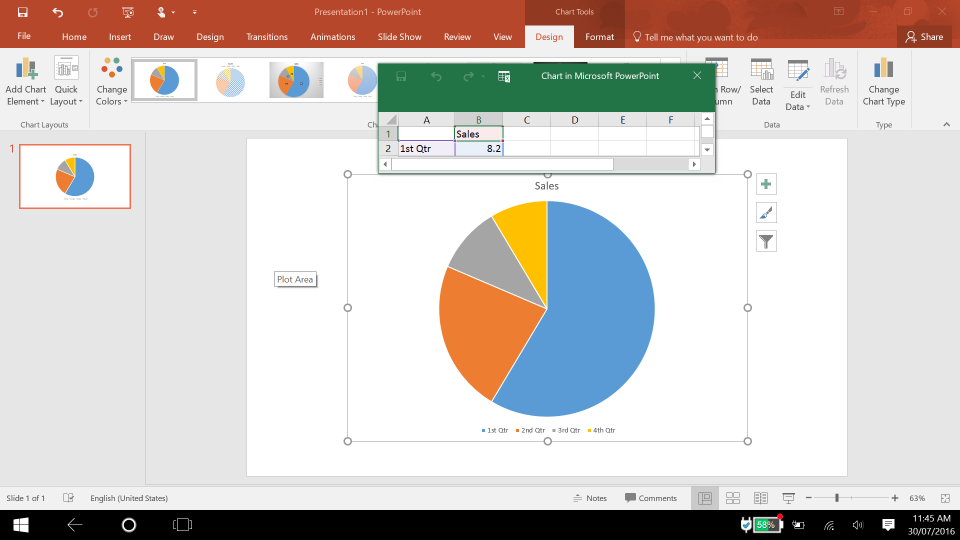 Presentation1 - PowerPoint
Chart Tools
File Home Insert Draw Design Transitions Animations Slide Show Review View Design Format Tell me what you want to do Share
Add Chart Element
Quick Layout
Change Colors
Chart Layouts
Row/
Select Data
Edit Data
Refresh Data
Data
Change Chart Type
Type
Chart in Microsoft PowerPoint
A B C D E F
1 Sales
2 1st Qtr 8.2
1
Sales
Plot Area
1st Qtr 2nd Qtr 3rd Qtr 4th Qtr
Slide 1 of 1 English (United States) Notes Comments 63%
58%
11:45 AM
30/07/2016